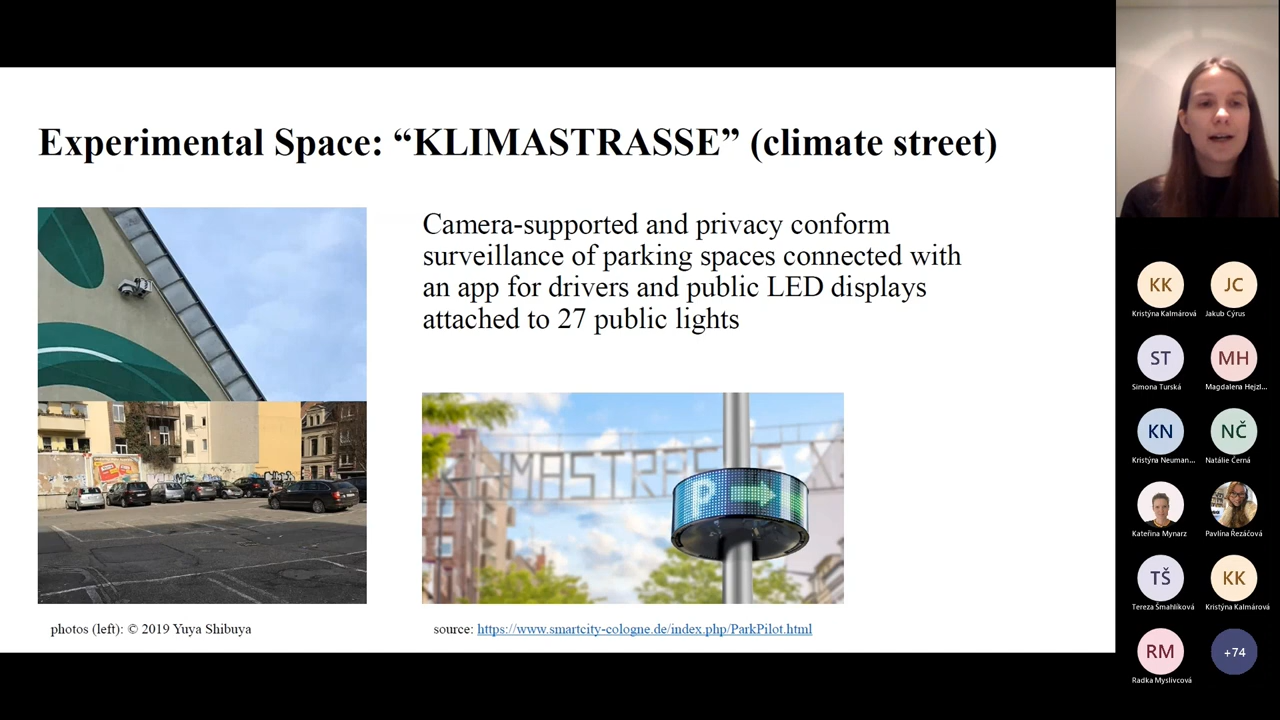 Experimental Space: “KLIMASTRASSE” (climate street)
Camera-supported and privacy conform
surveillance of parking spaces connected with
an app for drivers and public LED displays
attached to 27 public lights
KLIMASTRASSE
P
photos (left): © 2019 Yuya Shibuya
source: https://www.smartcity-cologne.de/index.php/ParkPilot.html
KK
JC
Kristýna Kalmárová
Jakub Cýrus
ST
MH
Simona Turská
Magdalena Hejzl...
KN
NČ
Kristýna Neuman...
Natálie Černá
Kateřina Mynarz
Pavlína Řezáčová
TŠ
KK
Tereza Šmahlíková
Kristýna Kalmárová
RM
+74
Radka Myslivcová